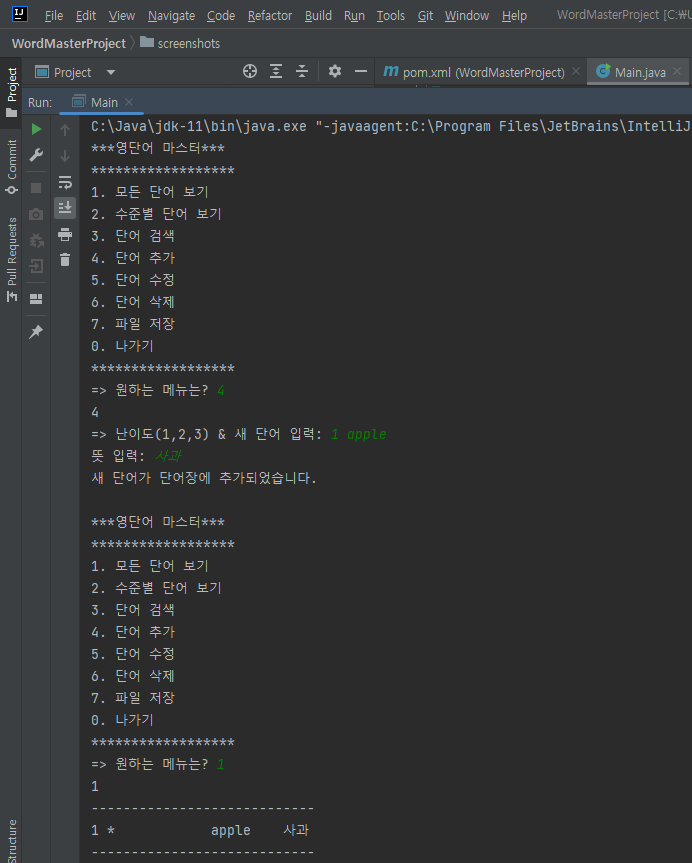 IJ File Edit View Navigate Code Refactor Build Run Tools Git Window Help WordMasterProject [C:₩U
WordMasterProject screenshots
Project
Project
m pom.xml (WordMasterProject)
C Main.java
Run: Main
Commit
Pull Requests
Structure
C:\Java\jdk-11\bin\java.exe "-javaagent:C:\Program Files\JetBrains\IntelliJ
***영단어 마스터***
******************
1. 모든 단어 보기
2. 수준별 단어 보기
3. 단어 검색
4. 단어 추가
5. 단어 수정
6. 단어 삭제
7. 파일 저장
0. 나가기
******************
=> 원하는 메뉴는? 4
4
=> 난이도(1,2,3) & 새 단어 입력: 1 apple
뜻 입력: 사과
새 단어가 단어장에 추가되었습니다.
***영단어 마스터***
******************
1. 모든 단어 보기
2. 수준별 단어 보기
3. 단어 검색
4. 단어 추가
5. 단어 수정
6. 단어 삭제
7. 파일 저장
0. 나가기
******************
=> 원하는 메뉴는? 1
1
----------------------------
1 * apple 사과
----------------------------